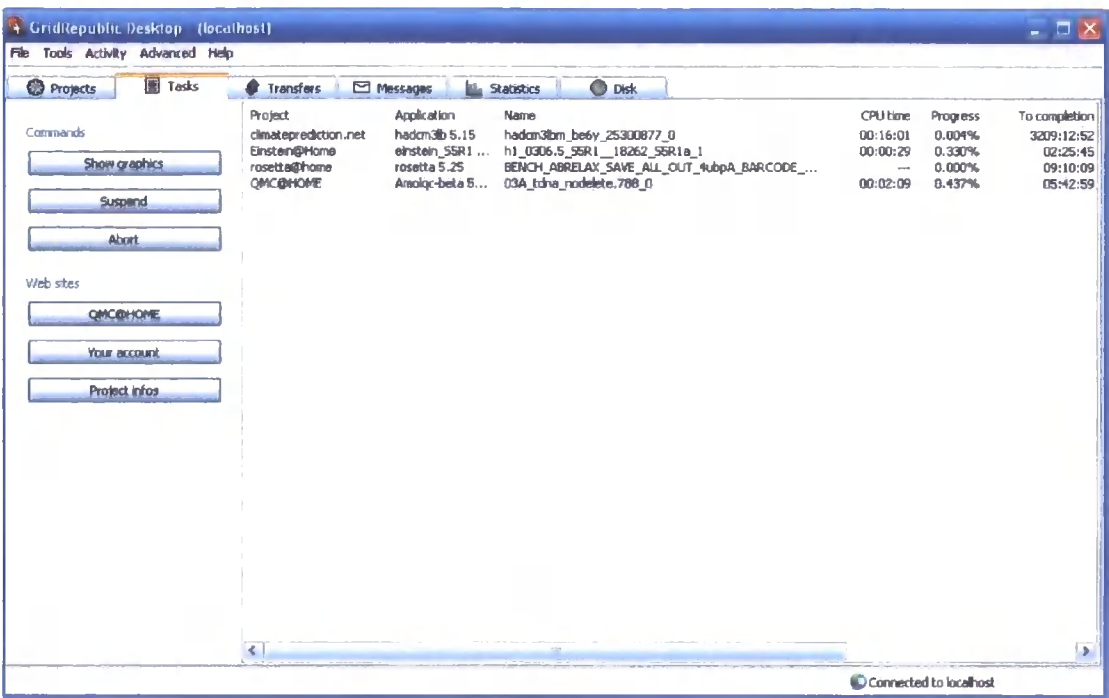 GridRepublic Desktop (localhost)
File Tools Activity Advanced Help
Projects Tasks Transfers Messages Statistics Disk
Commands
Show graphics
Suspend
Abort
Web sites
QMC@HOME
Your account
Project infos
Project Application Name CPU time Progress To completion
climateprediction.net hadcm3lb 5.15 hadcm3lbm_be6y_25300877_0 00:16:01 0.004% 3209:12:52
Einstein@Home einstein_S5R1 ... h1_0306.5_S5R1__18262_S5R1a_1 00:00:29 0.330% 02:25:45
rosetta@home rosetta 5.25 BENCH_ABRELAX_SAVE_ALL_OUT_4ubpA_BARCODE_... --- 0.000% 09:10:09
QMC@HOME Amolqc-beta 5... 03A_tdna_nodelete.788_0 00:02:09 05:42:59
Connected to localhost